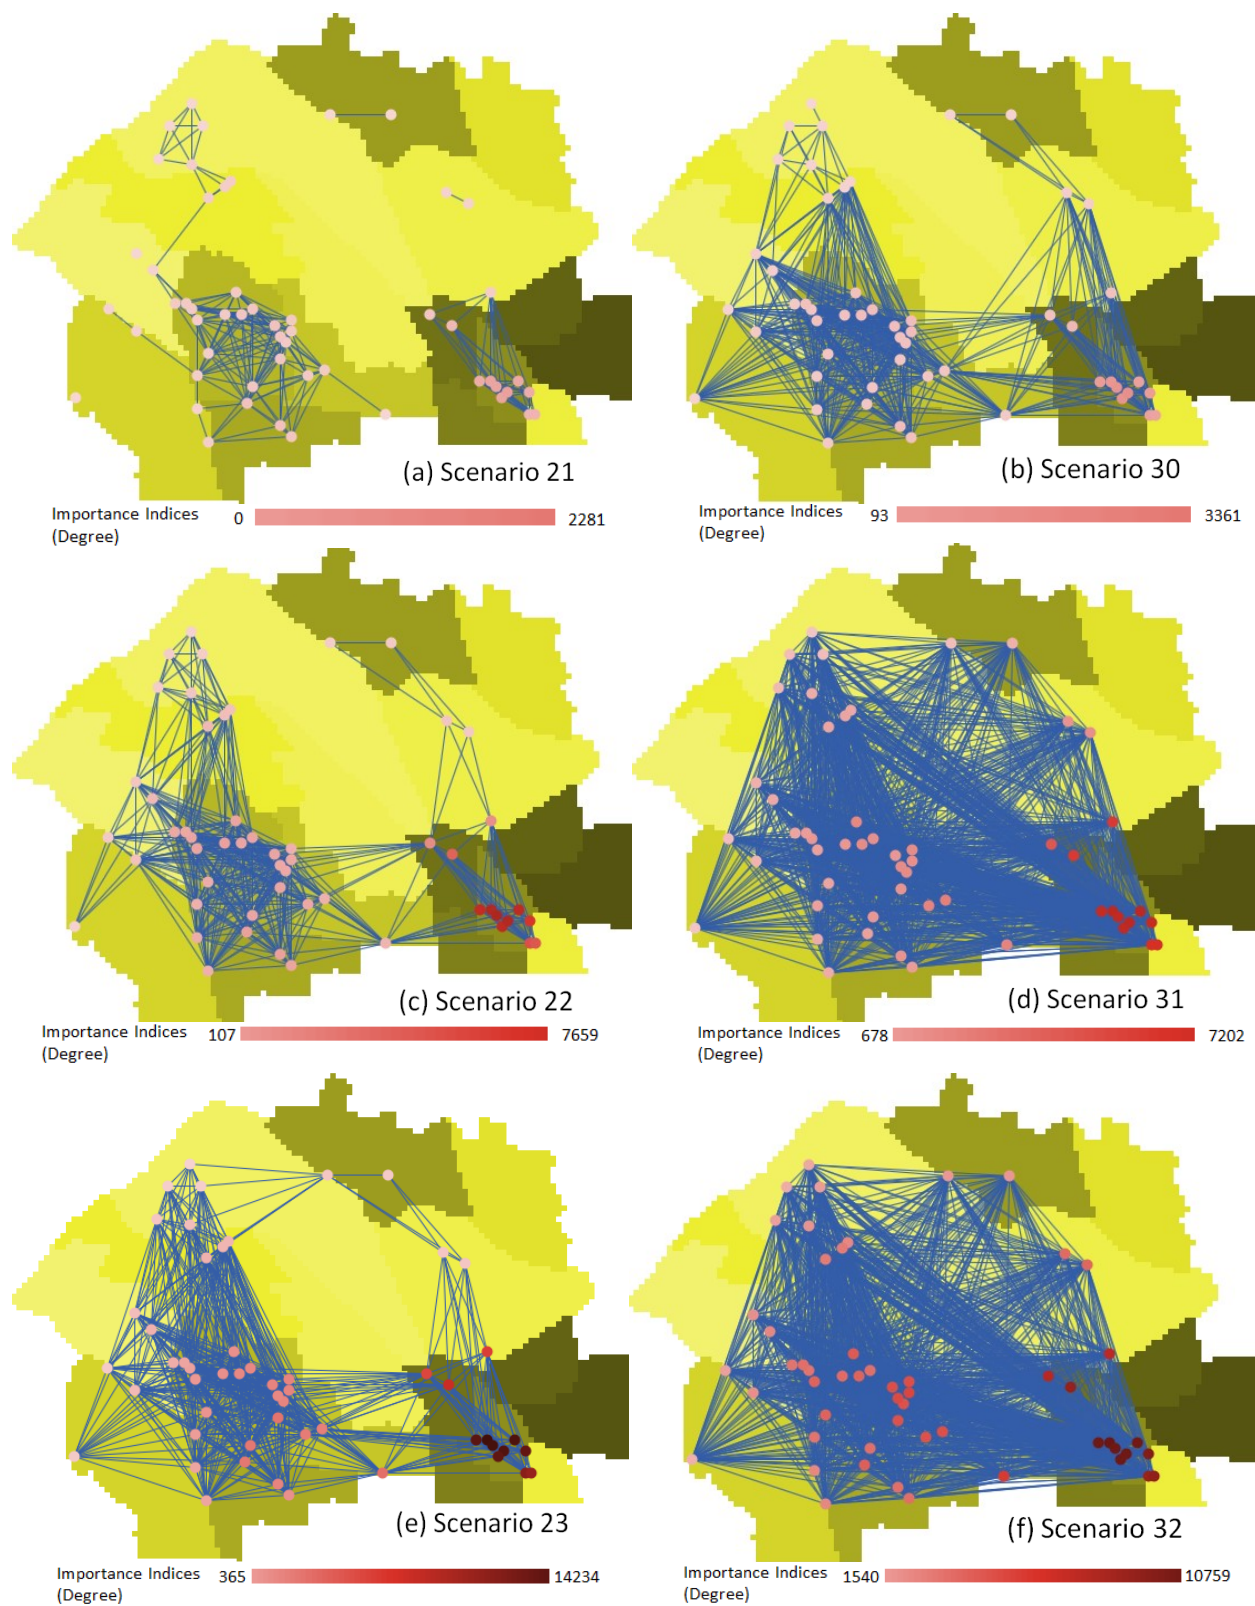 (a) Scenario 21
Importance Indices
(Degree)
0
2281
(b) Scenario 30
Importance Indices
(Degree)
93
3361
(c) Scenario 22
Importance Indices
(Degree)
107
7659
(d) Scenario 31
Importance Indices
(Degree)
678
7202
(e) Scenario 23
Importance Indices
(Degree)
365
14234
(f) Scenario 32
Importance Indices
(Degree)
1540
10759